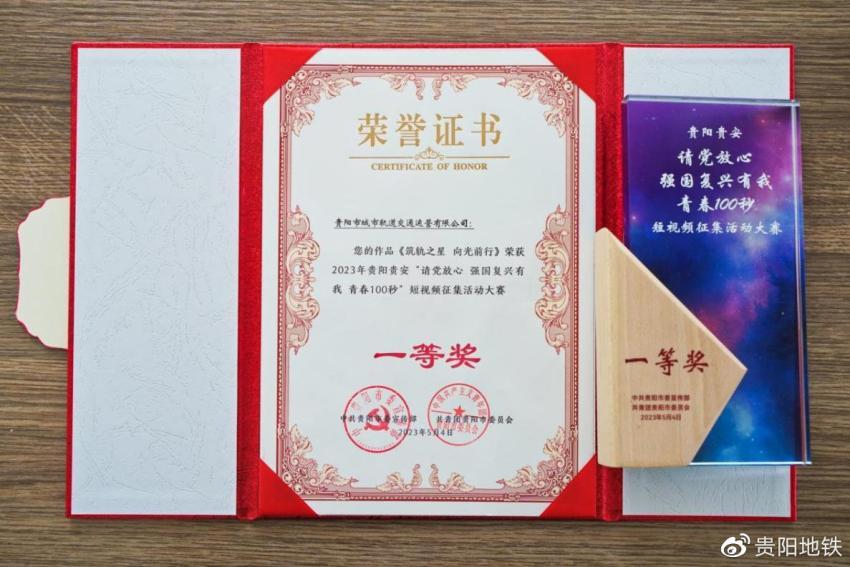 荣誉证书
CERTIFICATE OF HONOR
贵阳市城市轨道交通运营有限公司:
您的作品《筑轨之星 向光前行》荣获
2023年贵阳贵安“请党放心 强国复兴有
我 青春100秒”短视频征集活动大赛
一等奖
中共贵阳市委宣传部 共青团贵阳市委员会
2023年5月4日
贵阳贵安
请党放心
强国复兴有我
青春100秒
短视频征集活动大赛
一等奖
中共贵阳市委宣传部
共青团贵阳市委员会
2023年5月4日
贵阳地铁